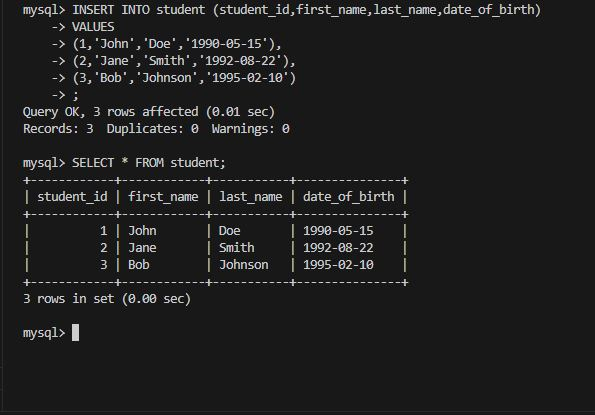 mysql> INSERT INTO student (student_id,first_name,last_name,date_of_birth)
    -> VALUES
    -> (1,'John','Doe','1990-05-15'),
    -> (2,'Jane','Smith','1992-08-22'),
    -> (3,'Bob','Johnson','1995-02-10')
    -> ;
Query OK, 3 rows affected (0.01 sec)
Records: 3  Duplicates: 0  Warnings: 0

mysql> SELECT * FROM student;
+------------+------------+-----------+---------------+
| student_id | first_name | last_name | date_of_birth |
+------------+------------+-----------+---------------+
|          1 | John       | Doe       | 1990-05-15    |
|          2 | Jane       | Smith     | 1992-08-22    |
|          3 | Bob        | Johnson   | 1995-02-10    |
+------------+------------+-----------+---------------+
3 rows in set (0.00 sec)

mysql>